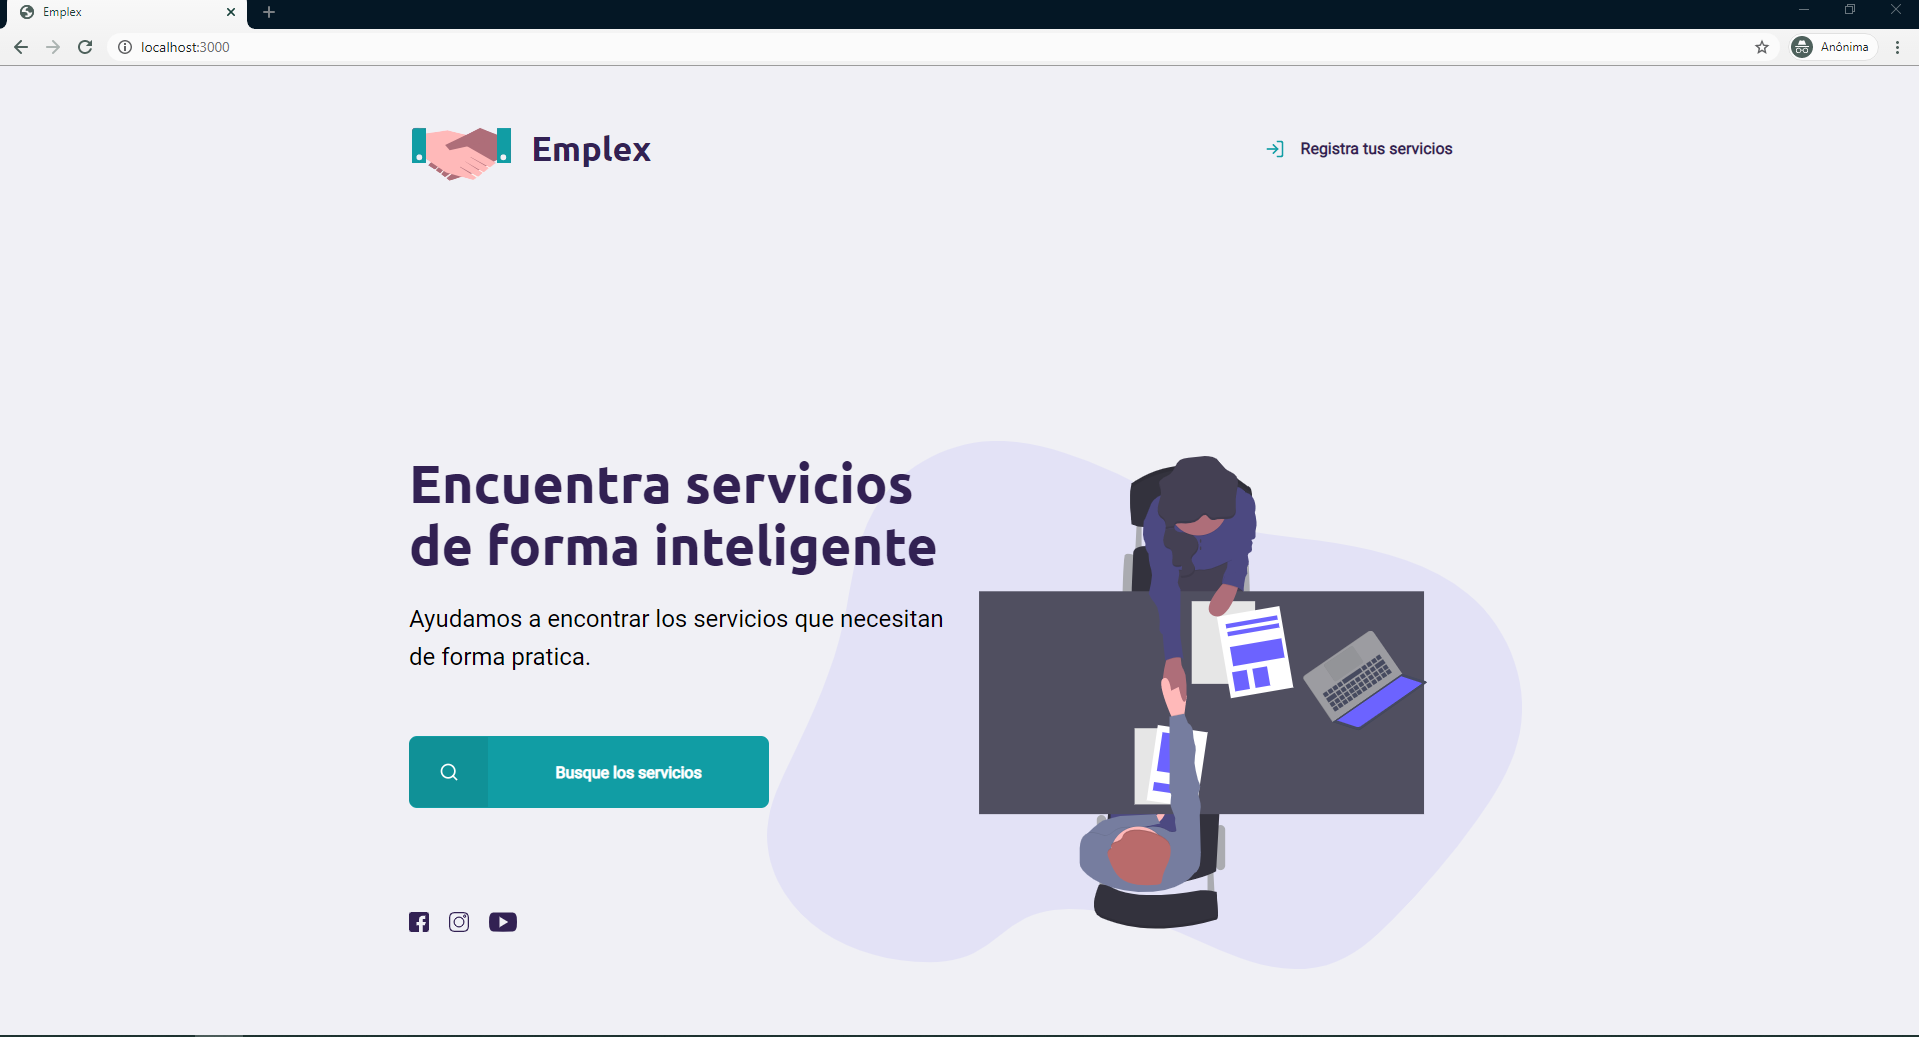 Emplex
localhost:3000
Anônima
Emplex
Registra tus servicios
Encuentra servicios
de forma inteligente
Ayudamos a encontrar los servicios que necesitan
de forma pratica.
Busque los servicios